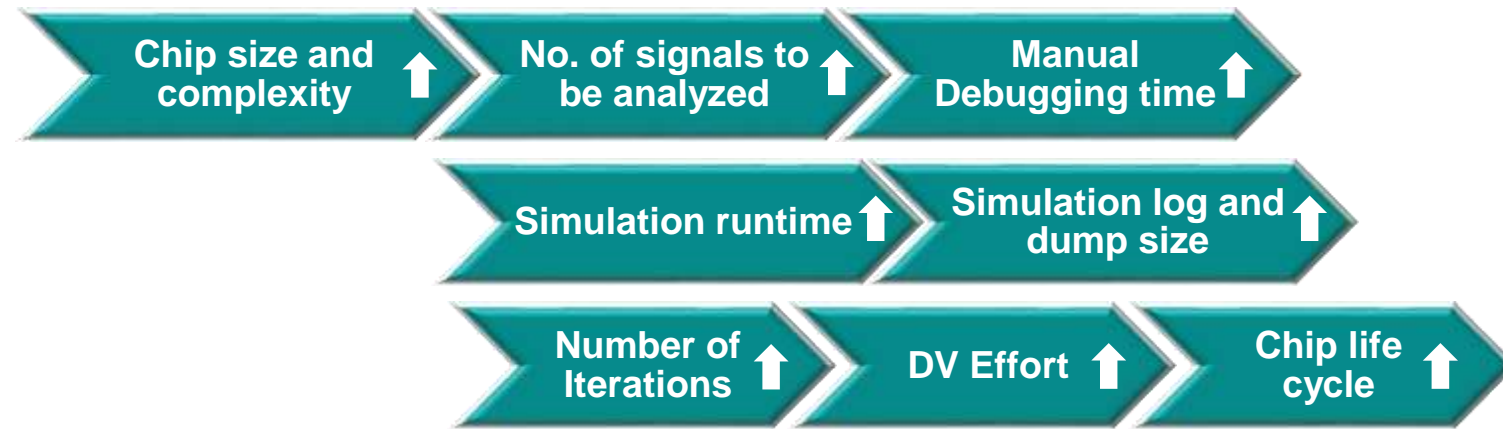 Chip size and
complexity
No. of signals to
be analyzed
Manual
Debugging time
Simulation runtime
Simulation log and
dump size
Number of
Iterations
DV Effort
Chip life
cycle